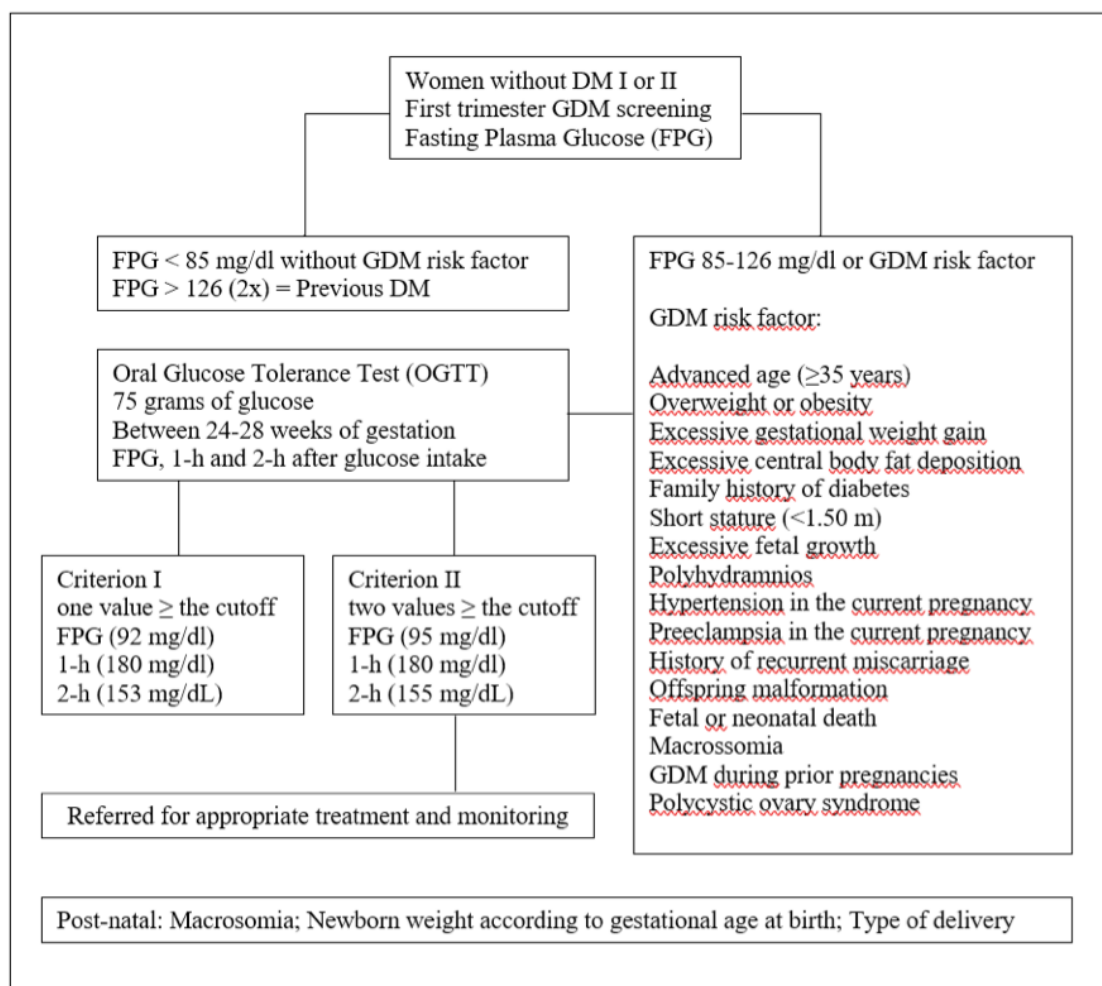 Women without DM I or II
First trimester GDM screening
Fasting Plasma Glucose (FPG)
FPG < 85 mg/dl without GDM risk factor
FPG > 126 (2x) = Previous DM
FPG 85-126 mg/dl or GDM risk factor
GDM risk factor:
Advanced age (≥35 years)
Overweight or obesity
Excessive gestational weight gain
Excessive central body fat deposition
Family history of diabetes
Short stature (<1.50 m)
Excessive fetal growth
Polyhydramnios
Hypertension in the current pregnancy
Preeclampsia in the current pregnancy
History of recurrent miscarriage
Offspring malformation
Fetal or neonatal death
Macrossomia
GDM during prior pregnancies
Polycystic ovary syndrome
Oral Glucose Tolerance Test (OGTT)
75 grams of glucose
Between 24-28 weeks of gestation
FPG, 1-h and 2-h after glucose intake
Criterion I
one value ≥ the cutoff
FPG (92 mg/dl)
1-h (180 mg/dl)
2-h (153 mg/dL)
Criterion II
two values ≥ the cutoff
FPG (95 mg/dl)
1-h (180 mg/dl)
2-h (155 mg/dL)
Referred for appropriate treatment and monitoring
Post-natal: Macrosomia; Newborn weight according to gestational age at birth; Type of delivery